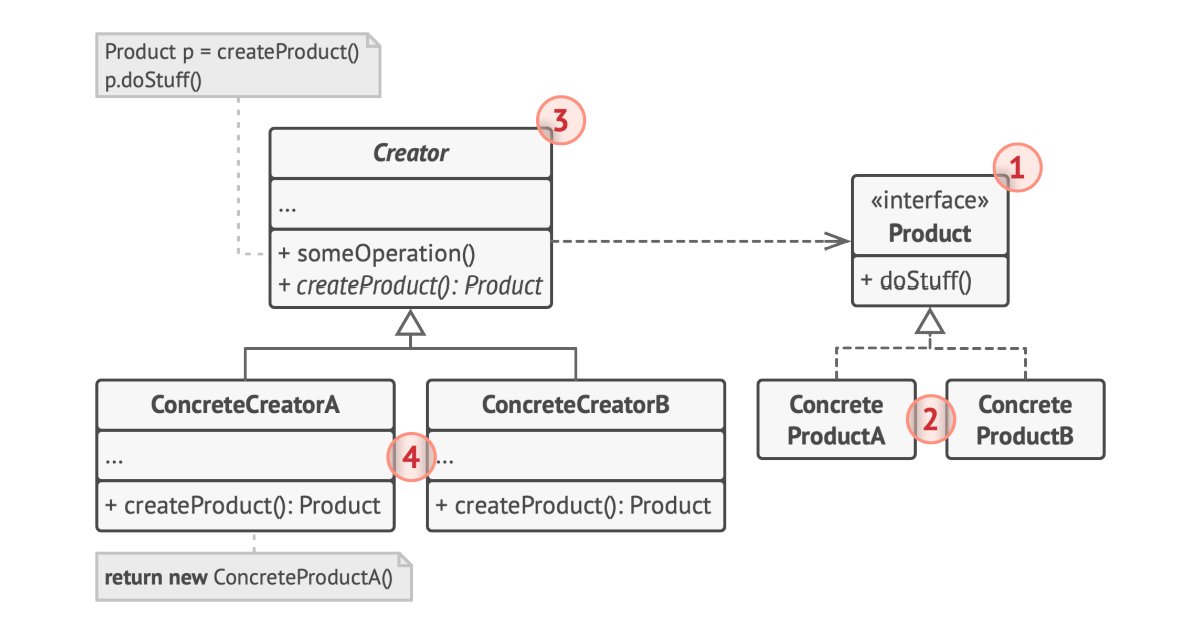 Product p = createProduct()
p.doStuff()
3
Creator
...
+ someOperation()
+ createProduct(): Product
1
«interface»
Product
+ doStuff()
ConcreteCreatorA
...
+ createProduct(): Product
4
ConcreteCreatorB
...
+ createProduct(): Product
Concrete
ProductA
2
Concrete
ProductB
return new ConcreteProductA()